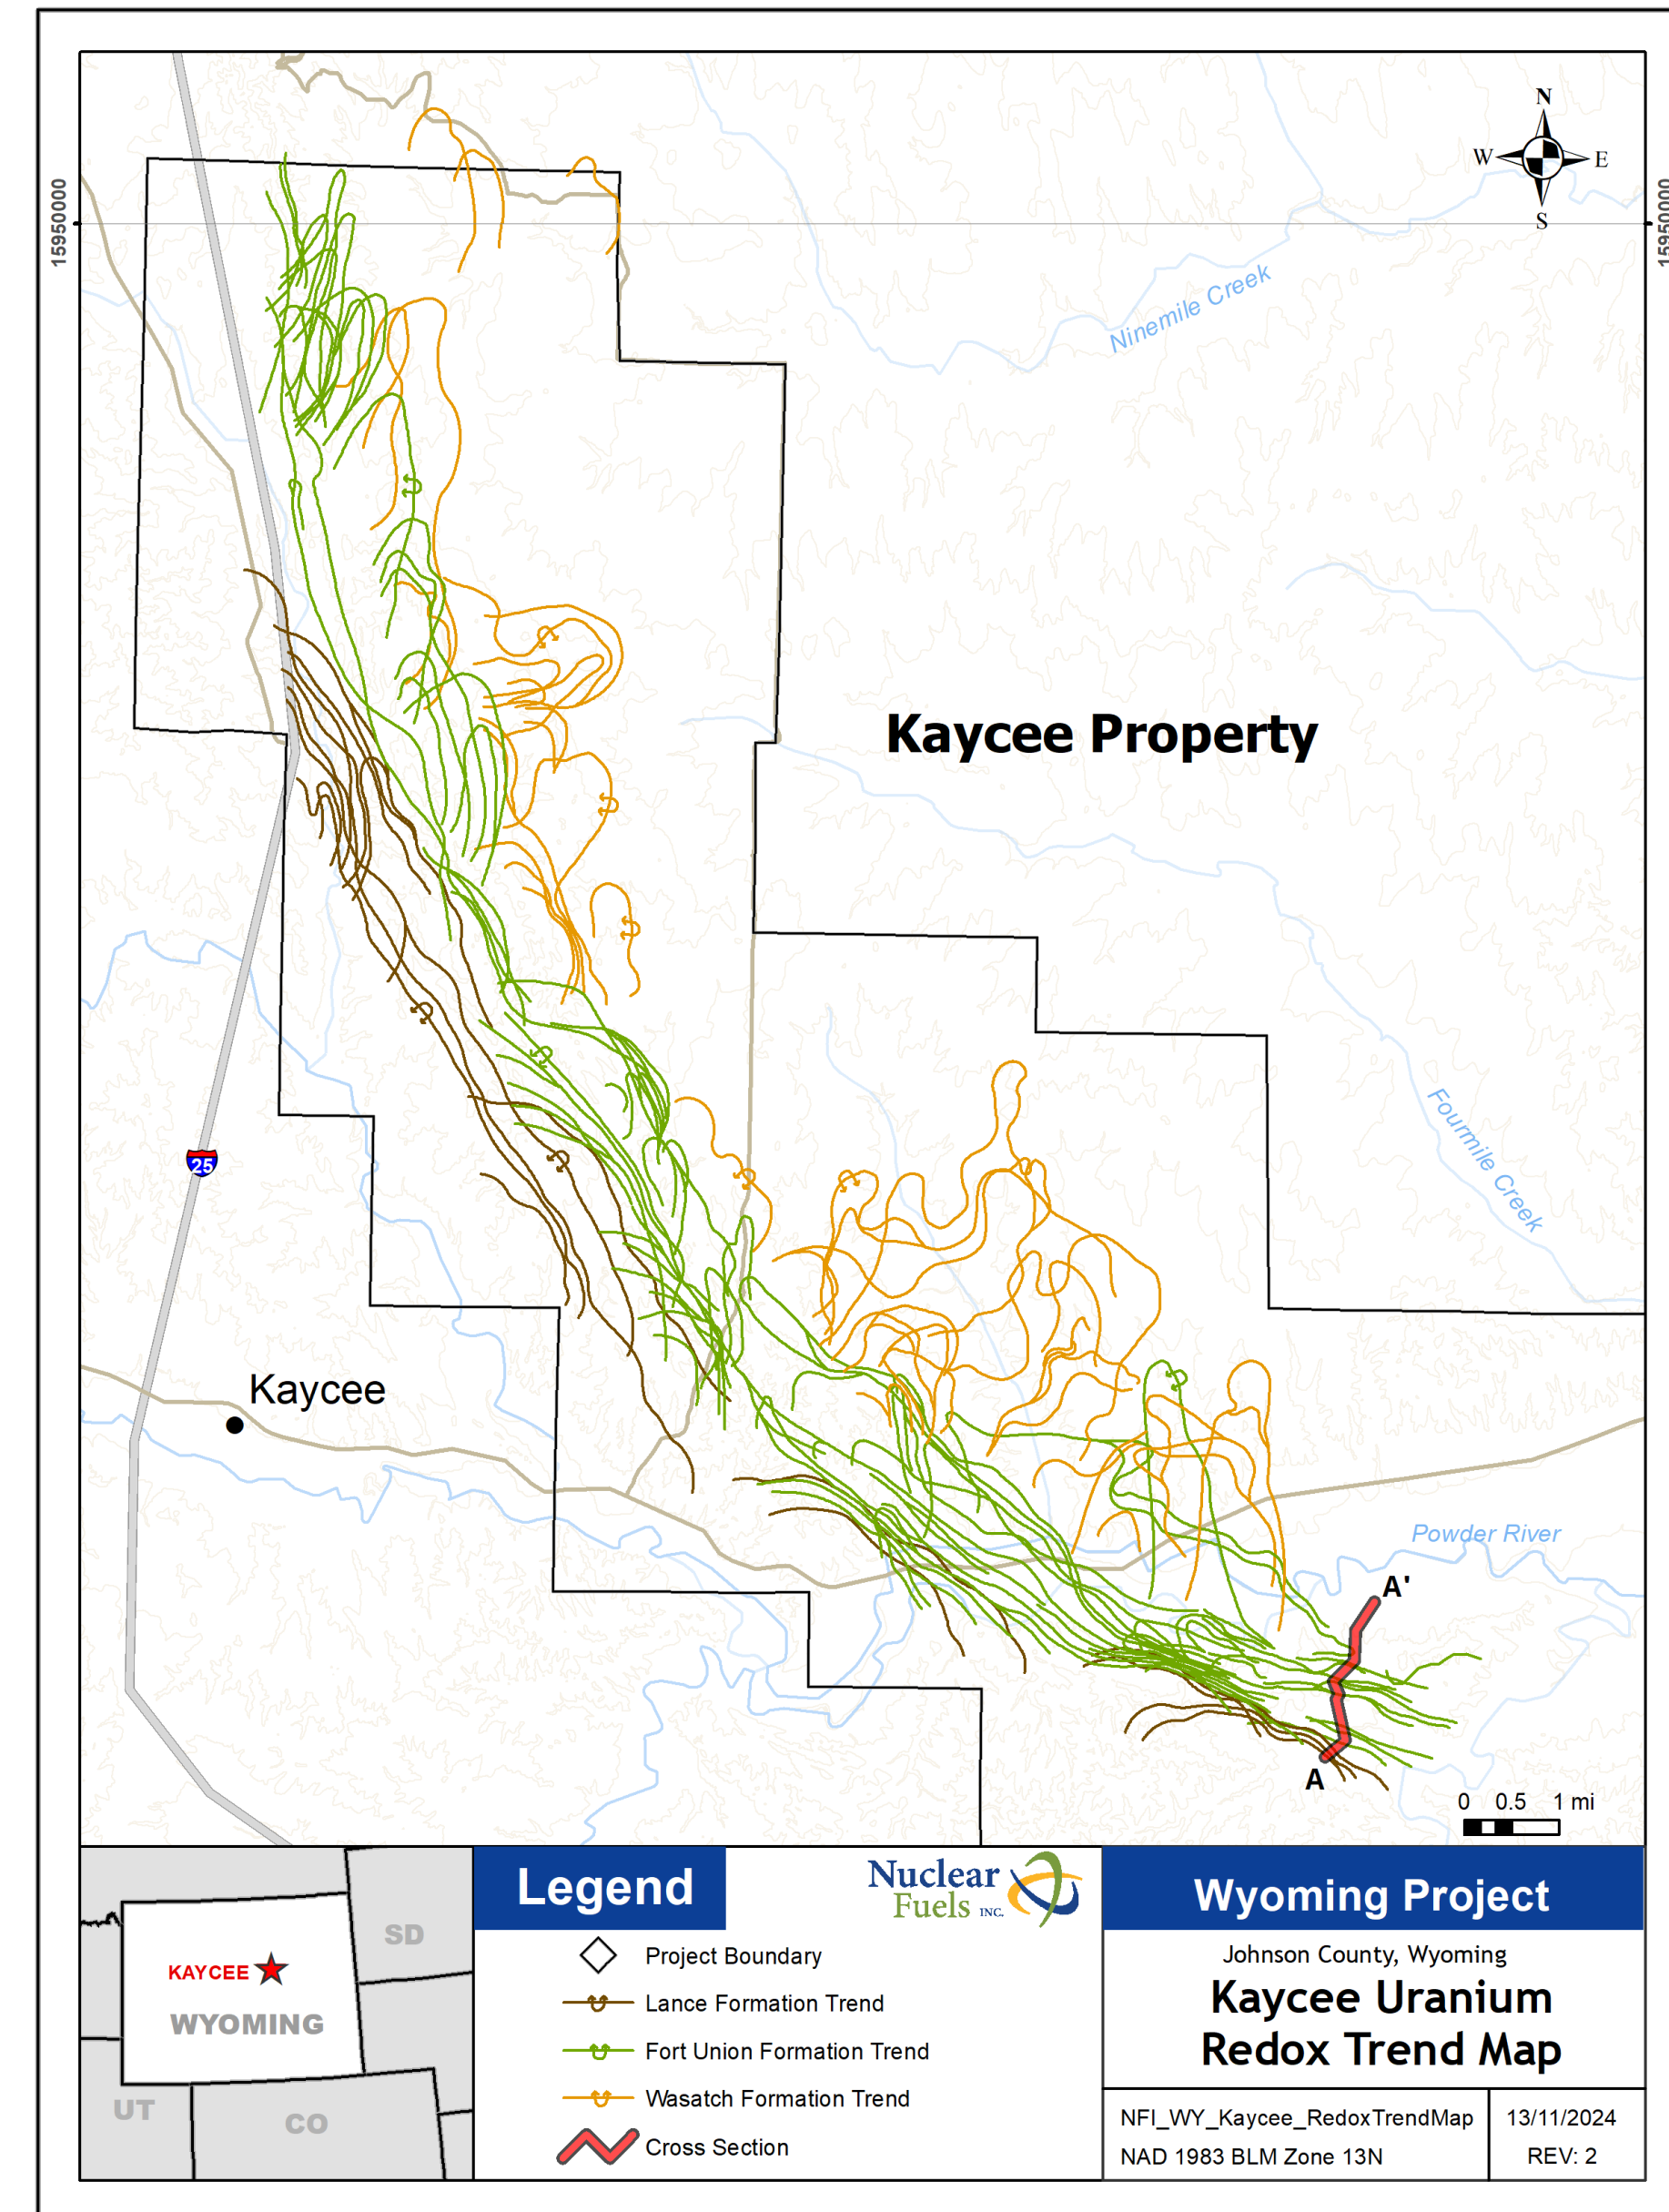 N
W
E
S
15950000
15950000
Ninemile Creek
Kaycee Property
Fourmile Creek
25
Kaycee
Powder River
A'
A
0 0.5 1 mi
SD
KAYCEE
WYOMING
UT
CO
Legend
Nuclear
Fuels INC.
Project Boundary
Lance Formation Trend
Fort Union Formation Trend
Wasatch Formation Trend
Cross Section
Wyoming Project
Johnson County, Wyoming
Kaycee Uranium
Redox Trend Map
NFI_WY_Kaycee_RedoxTrendMap
NAD 1983 BLM Zone 13N
13/11/2024
REV: 2